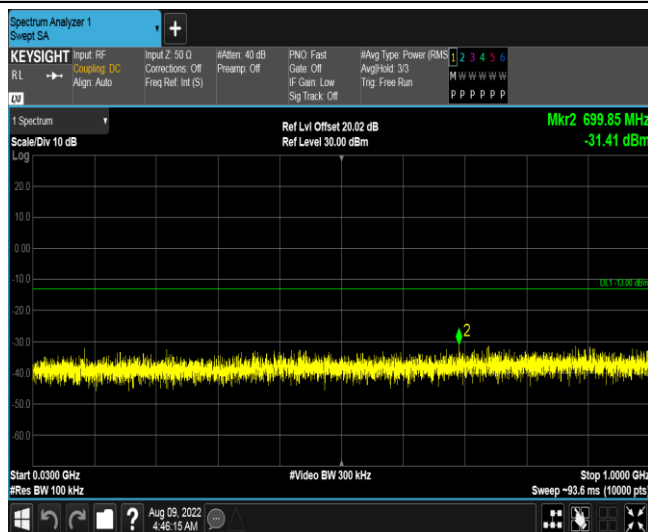 Spectrum Analyzer 1
Swept SA
+
KEYSIGHT Input: RF Input Z: 50 Ω #Atten: 40 dB PNO: Fast #Avg Type: Power (RMS 1 2 3 4 5 6
RL Coupling: DC Corrections: Off Preamp: Off Gate: Off Avg|Hold: 3/3 M W W W W W
Align: Auto Freq Ref: Int (S) IF Gain: Low Trig: Free Run
Sig Track: Off P P P P P P
LXI
1 Spectrum Ref Lvl Offset 20.02 dB Mkr2 699.85 MHz
Scale/Div 10 dB Ref Level 30.00 dBm -31.41 dBm
Log
20.0
10.0
0.00
-10.0
DL1 -13.00 dBm
-20.0
-30.0
2
-40.0
-50.0
-60.0
Start 0.0300 GHz #Video BW 300 kHz Stop 1.0000 GHz
#Res BW 100 kHz Sweep ~93.6 ms (10000 pts)
? Aug 09, 2022
4:46:15 AM